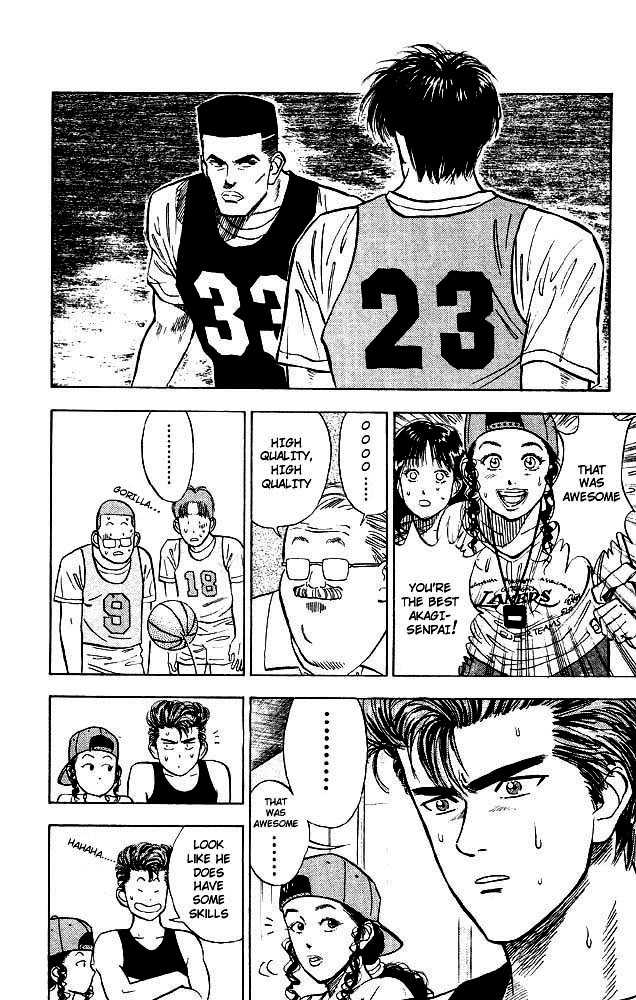 33
23
THAT
WAS
AWESOME
YOU'RE
THE BEST
AKAGI-
SENPAI!
LAKERS
TEAMS
OOOO......
HIGH
QUALITY,
HIGH
QUALITY
........
GORILLA...
9
18
.........
THAT
WAS
AWESOME
.....
HAHAHA....
LOOK
LIKE HE
DOES
HAVE
SOME
SKILLS